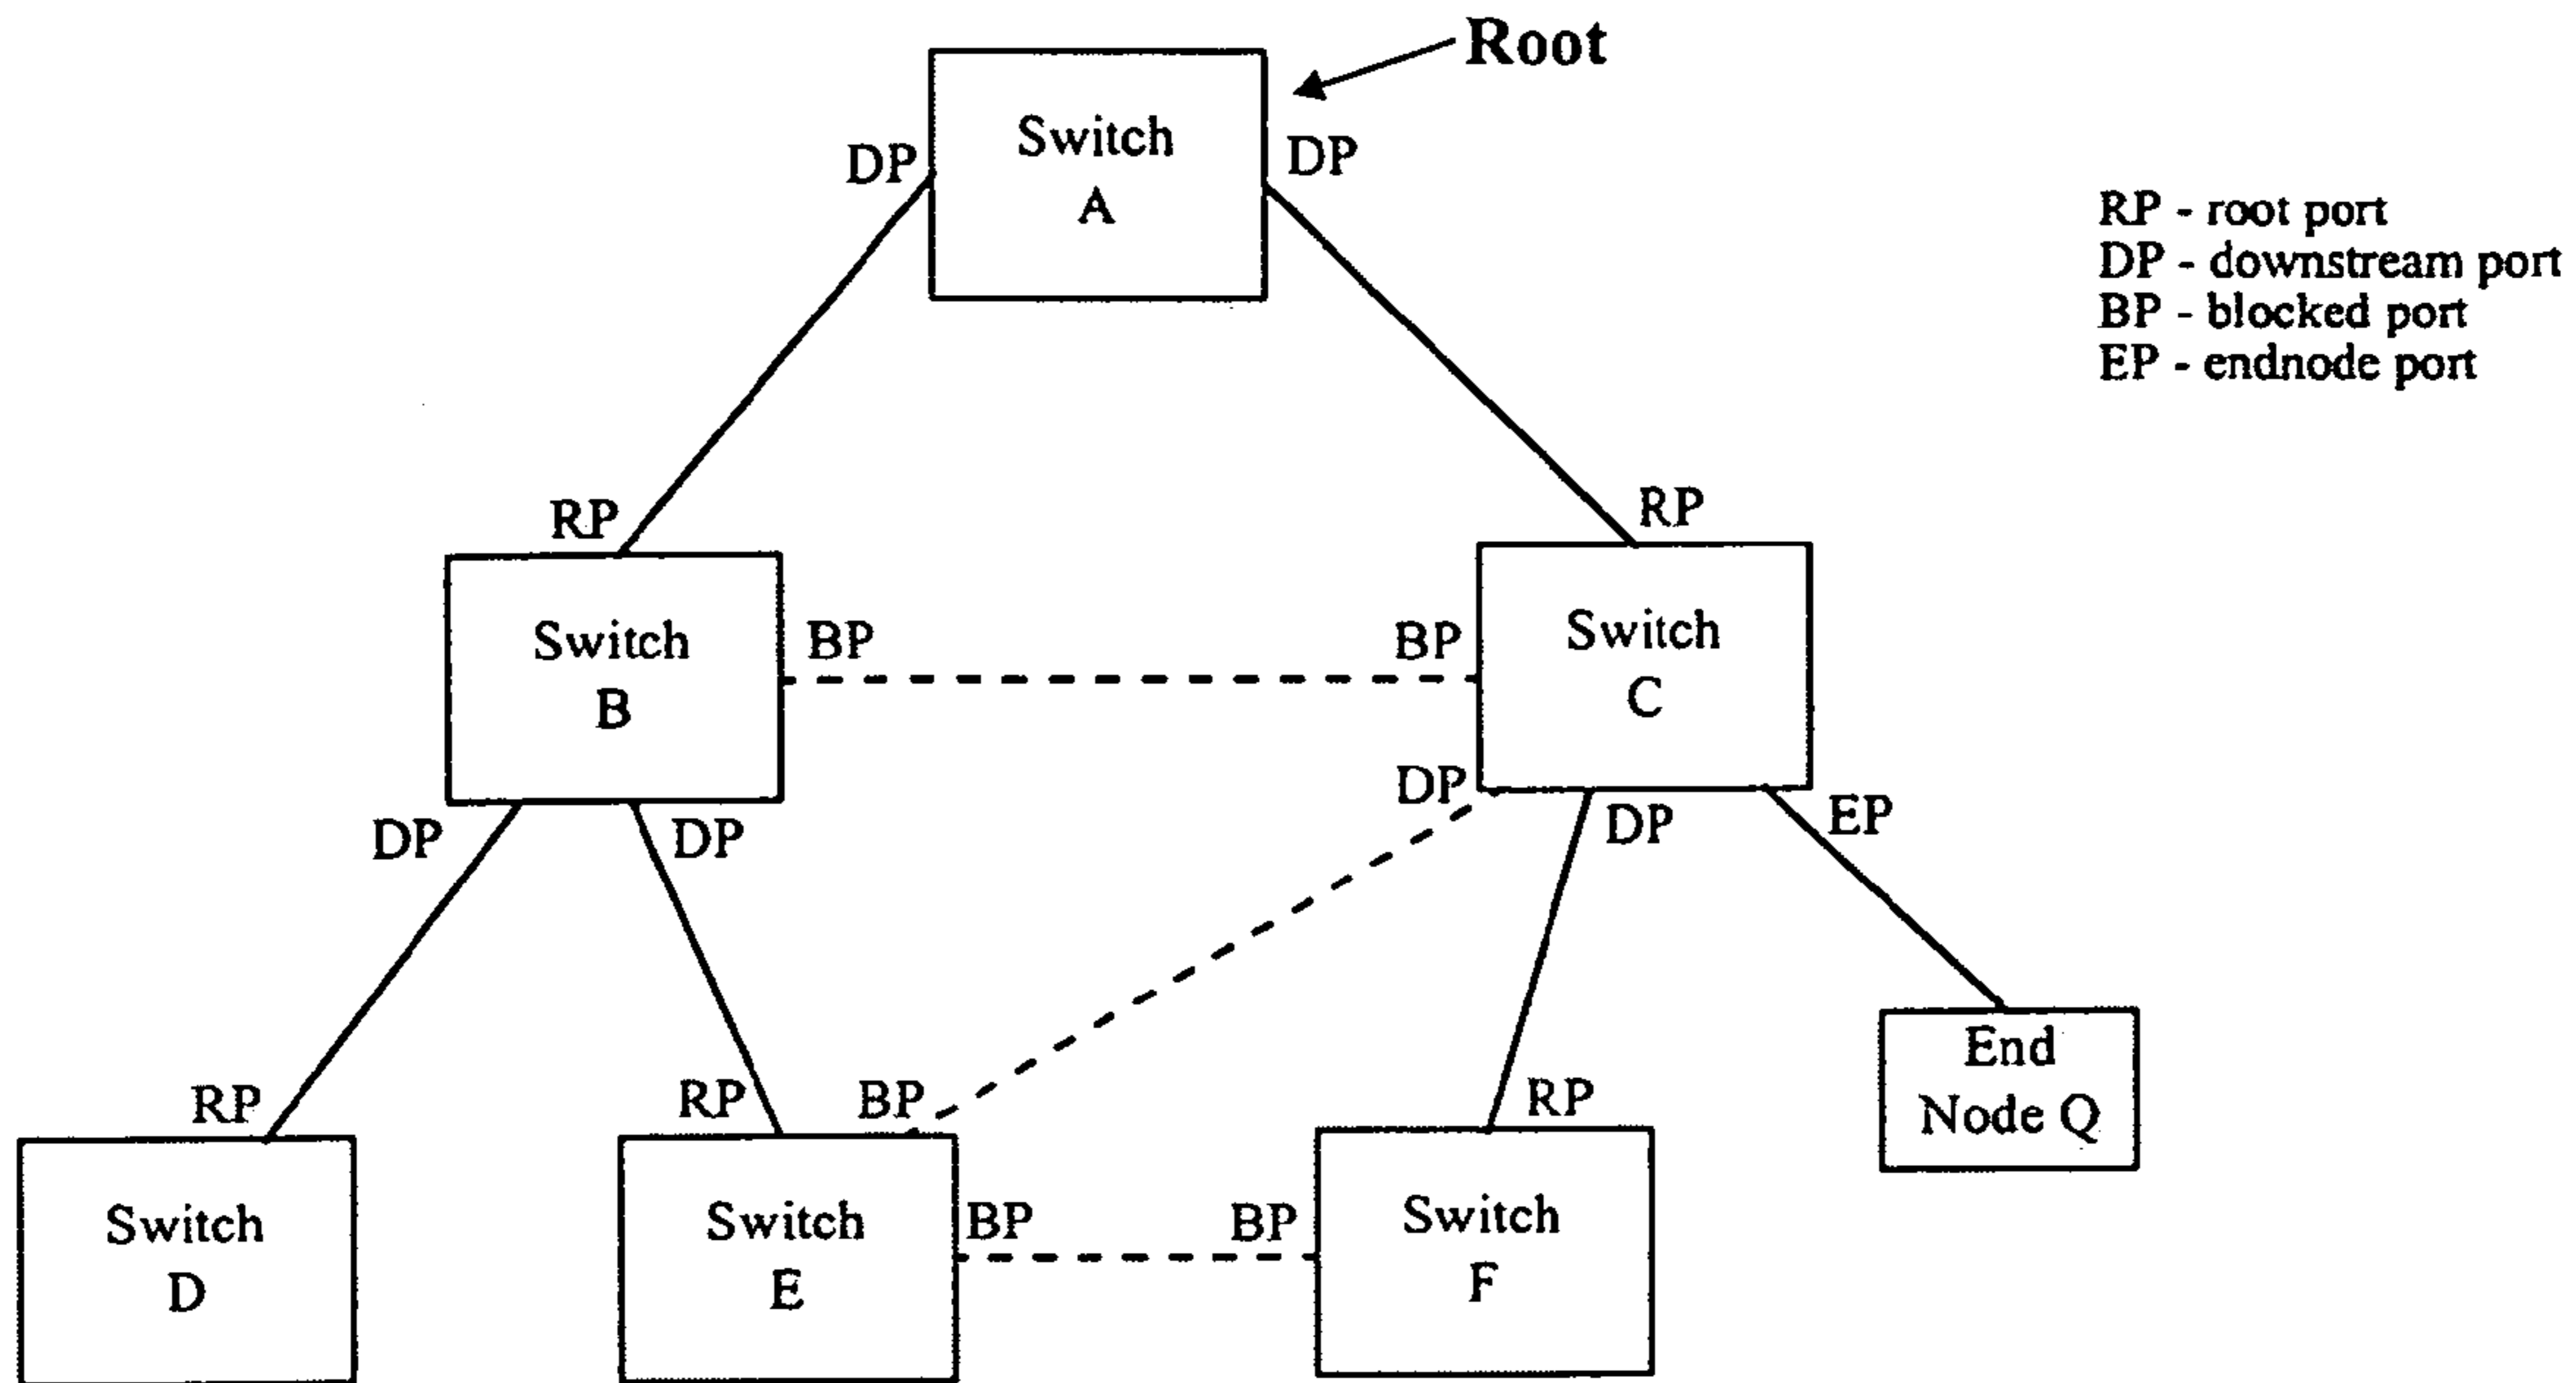 Root
Switch
A
DP
DP
RP - root port
DP - downstream port
BP - blocked port
EP - endnode port
RP
RP
Switch
B
BP
BP
Switch
C
DP
DP
DP
DP
EP
RP
RP
BP
RP
End
Node Q
Switch
D
Switch
E
BP
BP
Switch
F